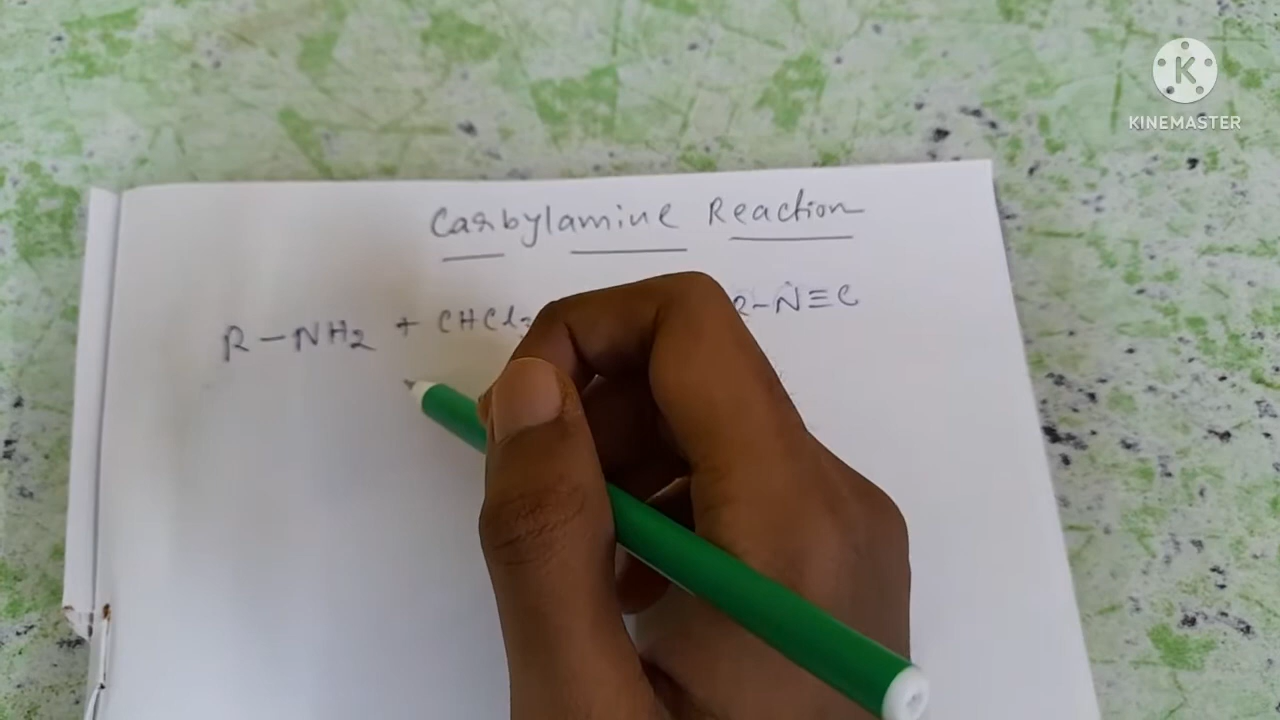 Carbylamine Reaction
R-NH2 + CHCl3 R-N≡C
K
KINEMASTER